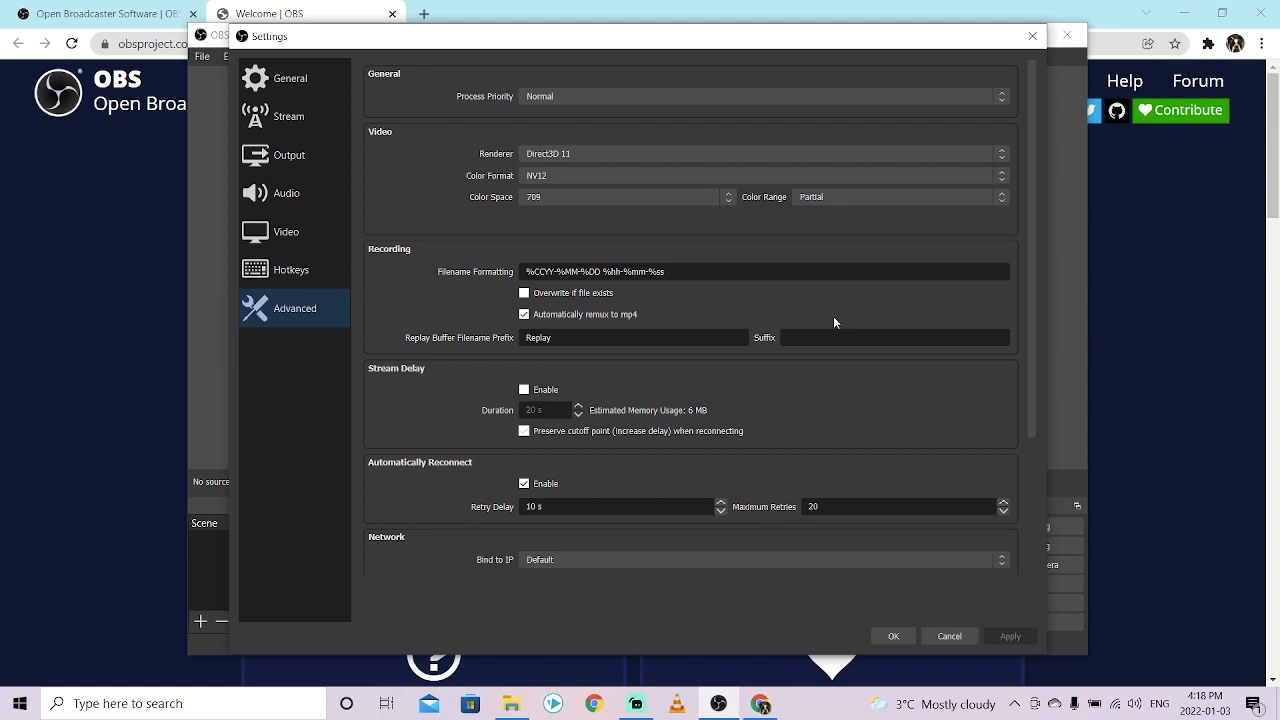 Open Broadcaster Software | OBS
Welcome | OBS
obsproject.co
OBS
Settings
File
E
OBS
Open Broa
Help
Forum
Contribute
General
Stream
Output
Audio
Video
Hotkeys
Advanced
General
Process Priority
Normal
Video
Renderer
Direct3D 11
Color Format
NV12
Color Space
709
Color Range
Partial
Recording
Filename Formatting
%CCYY-%MM-%DD %hh-%mm-%ss
Overwrite if file exists
Automatically remux to mp4
Replay Buffer Filename Prefix
Replay
Suffix
Stream Delay
Enable
Duration
20 s
Estimated Memory Usage: 6 MB
Preserve cutoff point (increase delay) when reconnecting
Automatically Reconnect
Enable
Retry Delay
10 s
Maximum Retries
20
Network
Bind to IP
Default
No source
Scene
g
g
era
OK
Cancel
Apply
Type here to search
3°C Mostly cloudy
4:18 PM
2022-03-15